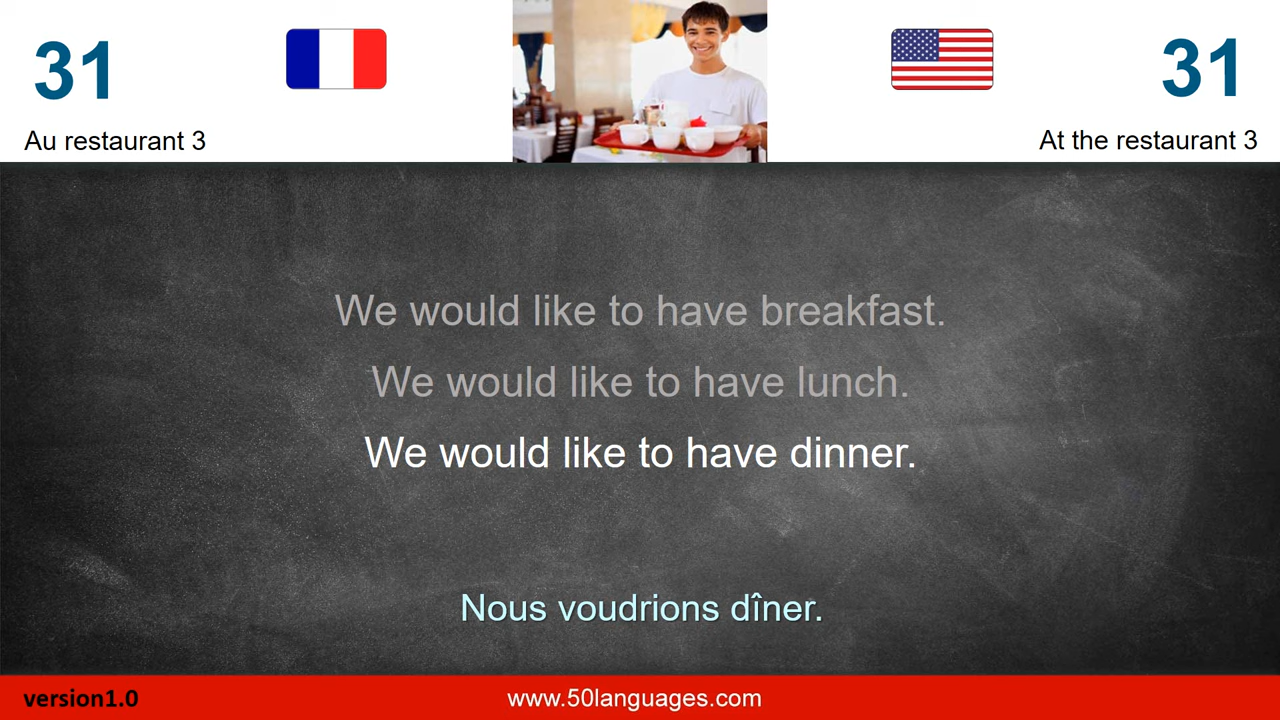 31
31
Au restaurant 3
At the restaurant 3
We would like to have breakfast.
We would like to have lunch.
We would like to have dinner.
Nous voudrions dîner.
version1.0
www.50languages.com